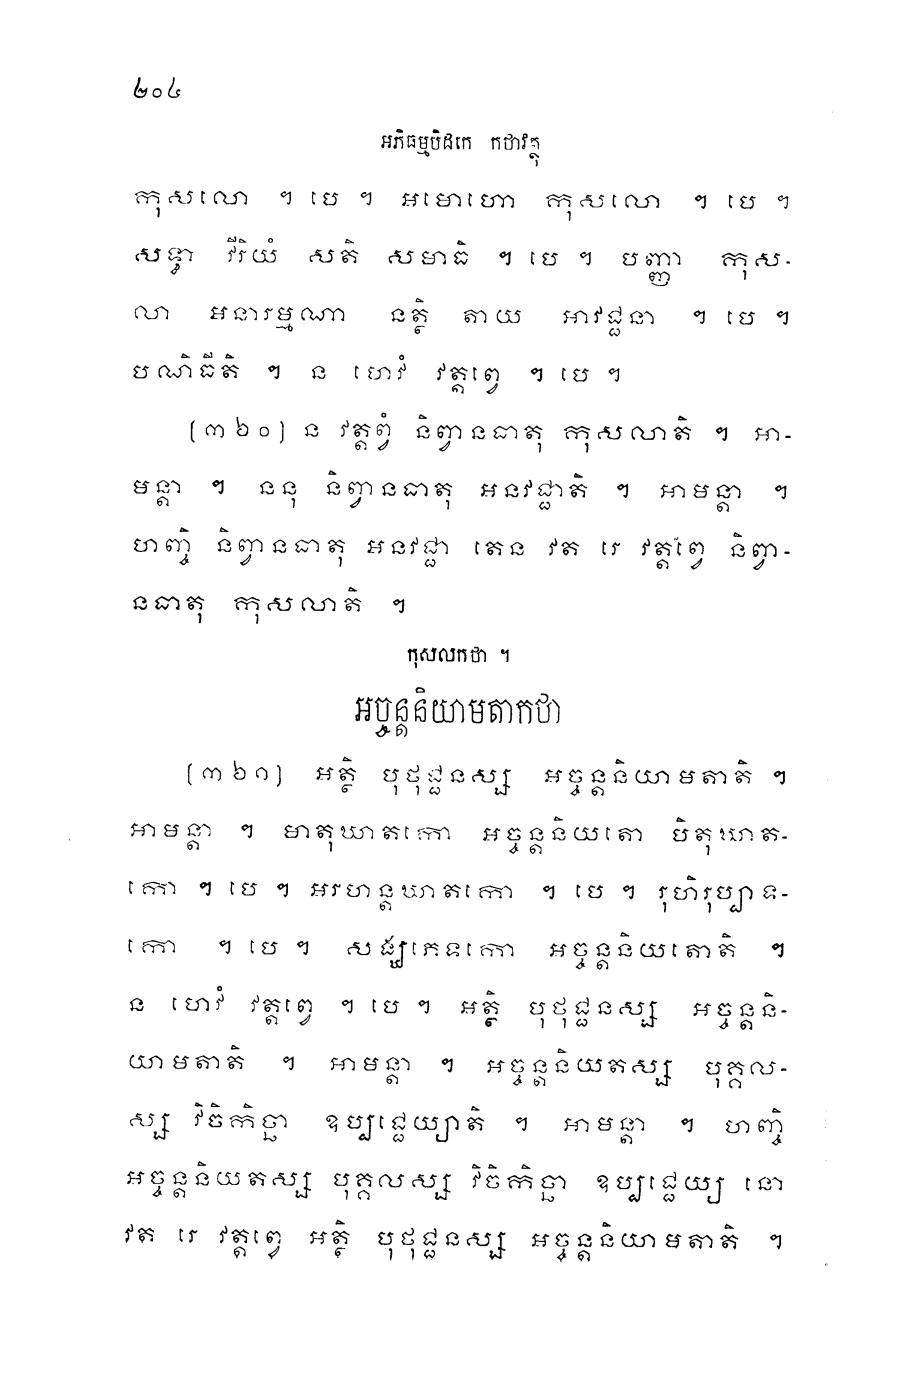 ២០៤
អភិធម្មបិដកេ កថាវត្ថុ
កុសលោ ។ បេ ។ អមោហោ កុសលោ ។ បេ ។
សទ្ធា វីរិយំ សតិ សមាធិ ។ បេ ។ បញ្ញា កុស-
លា អនារម្មណា នត្ថិ តាយ អាវជ្ជនា ។ បេ ។
បណិធីតិ ។ ន ហេវំ វត្តព្វេ ។ បេ ។
(៣៦០) ន វត្តព្វំ និព្វានធាតុ កុសលាតិ ។ អា-
មន្តា ។ ននុ និព្វានធាតុ អនវជ្ជាតិ ។ អាមន្តា ។
ហញ្ចិ និព្វានធាតុ អនវជ្ជា តេន វត រេ វត្តព្វេ និព្វា-
នធាតុ កុសលាតិ ។
កុសលកថា ។
អច្ចន្តនិយាមតាកថា
(៣៦១) អត្ថិ បុថុជ្ជនស្ស អច្ចន្តនិយាមតាតិ ។
អាមន្តា ។ មាតុឃាតកោ អច្ចន្តនិយតោ បិតុឃាត-
កោ ។ បេ ។ អរហន្តឃាតកោ ។ បេ ។ រុហិរុប្បាទ-
កោ ។ បេ ។ សង្ឃភេទកោ អច្ចន្តនិយតោតិ ។
ន ហេវំ វត្តព្វេ ។ បេ ។ អត្ថិ បុថុជ្ជនស្ស អច្ចន្តនិ-
យាមតាតិ ។ អាមន្តា ។ អច្ចន្តនិយតស្ស បុគ្គល-
ស្ស វិចិកិច្ឆា ឧប្បជ្ជេយ្យាតិ ។ អាមន្តា ។ ហញ្ចិ
អច្ចន្តនិយតស្ស បុគ្គលស្ស វិចិកិច្ឆា ឧប្បជ្ជេយ្យ នោ
វត រេ វត្តព្វេ អត្ថិ បុថុជ្ជនស្ស អច្ចន្តនិយាមតាតិ ។